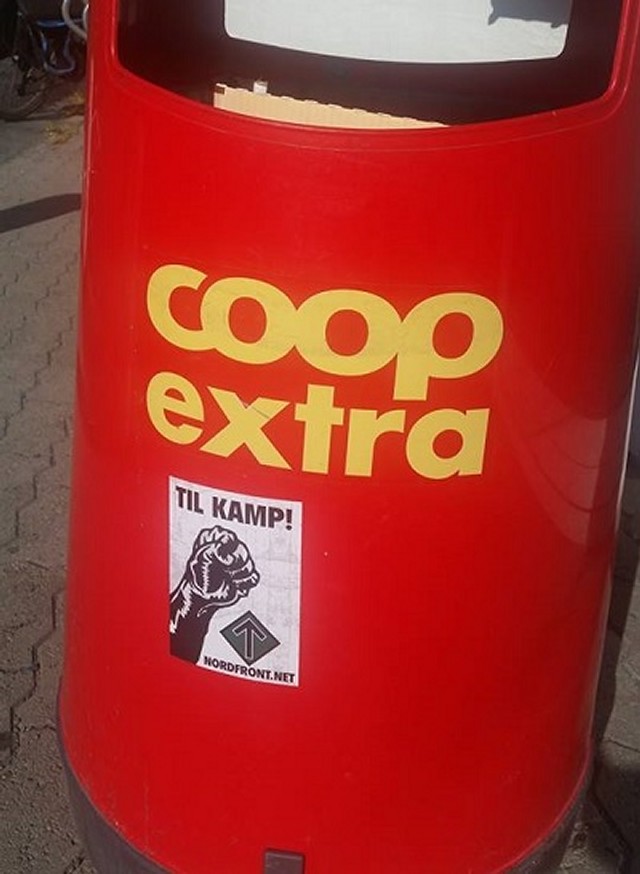 coop
extra
TIL KAMP!
NORDFRONT.NET